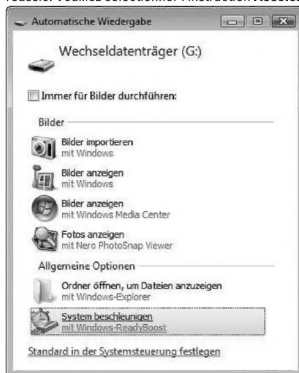 Automatische Wiedergabe
Wechseldatenträger (G:)
Immer für Bilder durchführen:
Bilder
Bilder importieren
mit Windows
Bilder anzeigen
mit Windows
Bilder anzeigen
mit Windows Media Center
Fotos anzeigen
mit Nero PhotoSnap Viewer
Allgemeine Optionen
Ordner öffnen, um Dateien anzuzeigen
mit Windows-Explorer
System beschleunigen
mit Windows-ReadyBoost
Standard in der Systemsteuerung festlegen